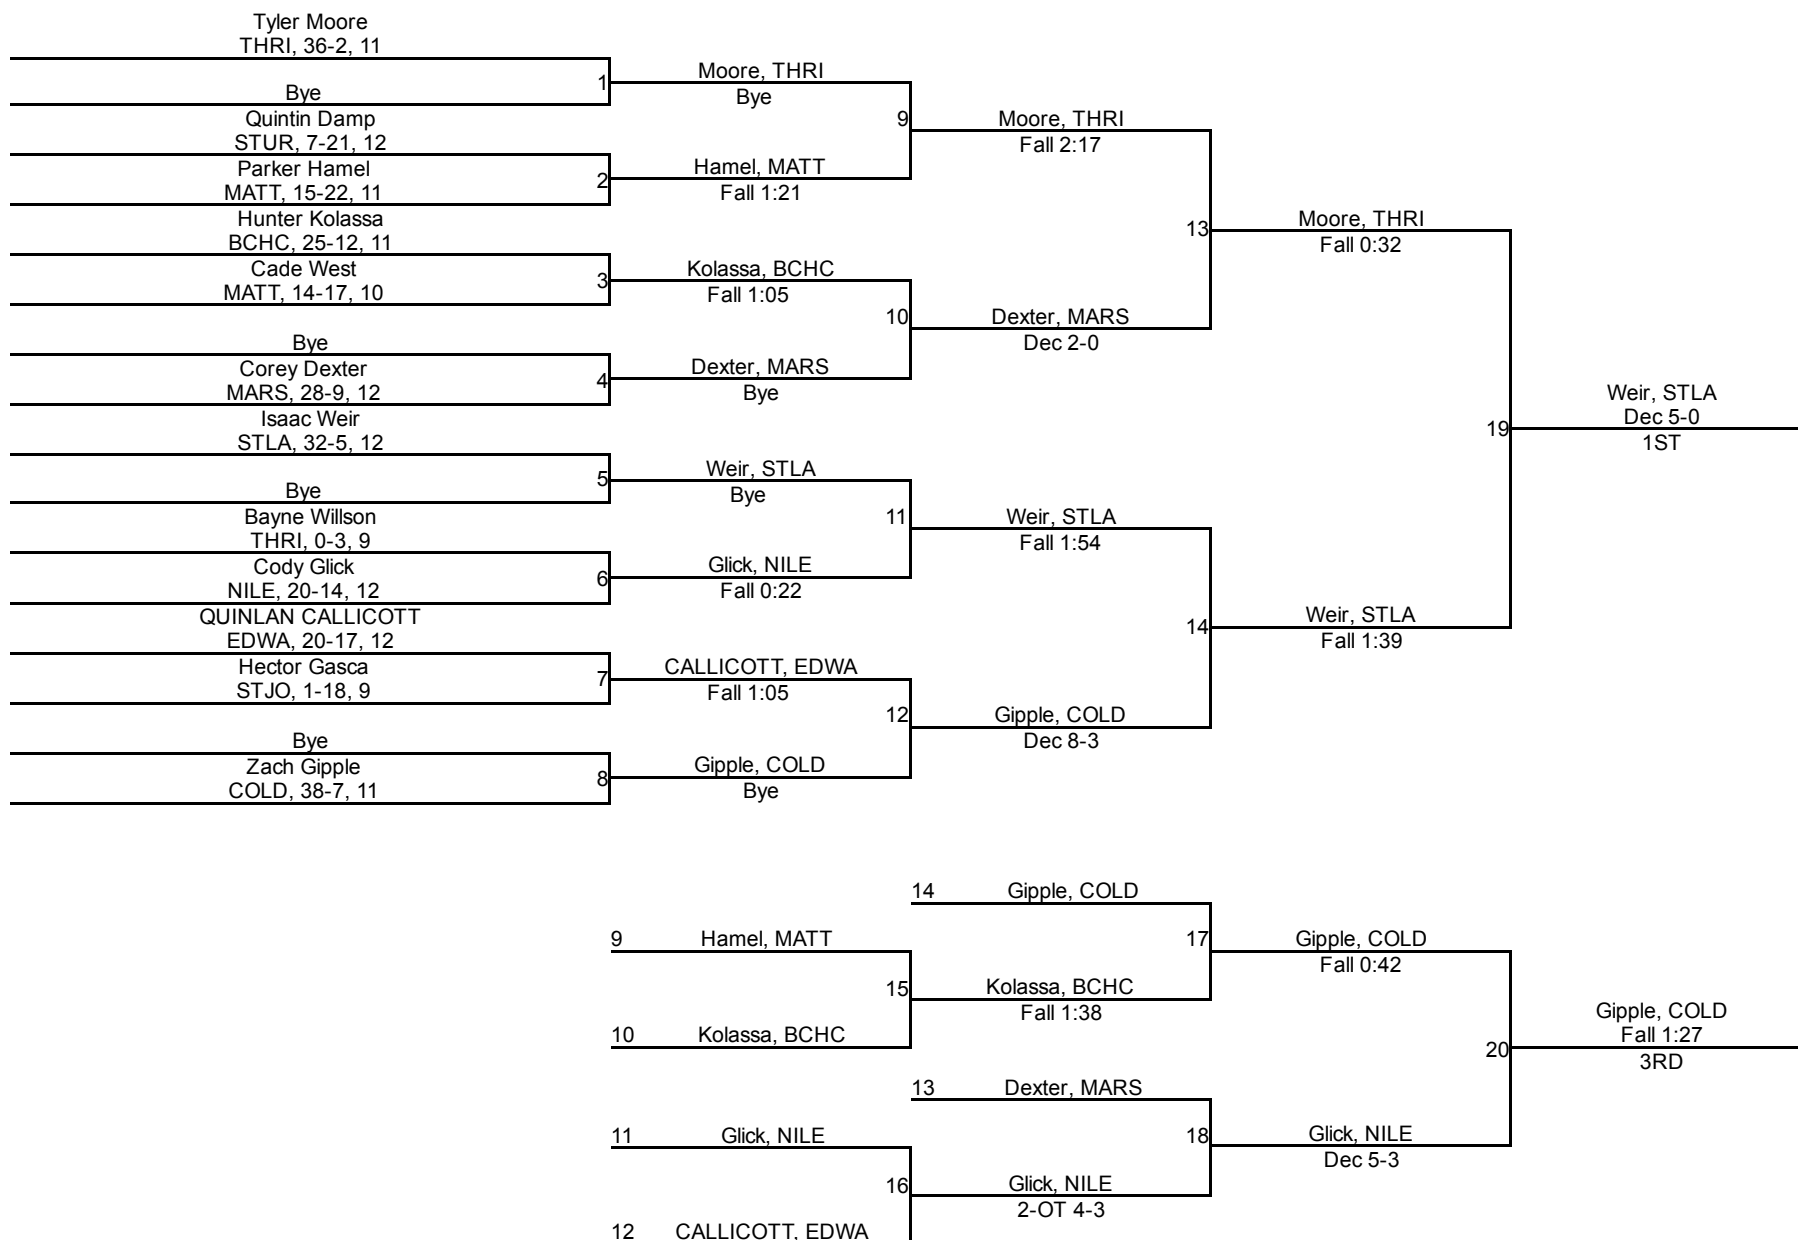 Tyler Moore
THRI, 36-2, 11
Bye
1
Quintin Damp
STUR, 7-21, 12
Parker Hamel
MATT, 15-22, 11
2
Hunter Kolassa
BCHC, 25-12, 11
Cade West
MATT, 14-17, 10
3
Bye
Corey Dexter
MARS, 28-9, 12
4
Isaac Weir
STLA, 32-5, 12
Bye
5
Bayne Willson
THRI, 0-3, 9
Cody Glick
NILE, 20-14, 12
6
QUINLAN CALLICOTT
EDWA, 20-17, 12
Hector Gasca
STJO, 1-18, 9
7
Bye
Zach Gipple
COLD, 38-7, 11
8
Moore, THRI
Bye
9
Hamel, MATT
Fall 1:21
Kolassa, BCHC
Fall 1:05
10
Dexter, MARS
Bye
Weir, STLA
Bye
11
Glick, NILE
Fall 0:22
CALLICOTT, EDWA
Fall 1:05
12
Gipple, COLD
Bye
Moore, THRI
Fall 2:17
13
Dexter, MARS
Dec 2-0
Weir, STLA
Fall 1:54
14
Gipple, COLD
Dec 8-3
Moore, THRI
Fall 0:32
19
Weir, STLA
Fall 1:39
Weir, STLA
Dec 5-0
1ST
14 Gipple, COLD
9 Hamel, MATT
17
15
Kolassa, BCHC
Fall 1:38
10 Kolassa, BCHC
13 Dexter, MARS
11 Glick, NILE
18
16
Glick, NILE
2-OT 4-3
12 CALLICOTT, EDWA
Gipple, COLD
Fall 0:42
20
Glick, NILE
Dec 5-3
Gipple, COLD
Fall 1:27
3RD